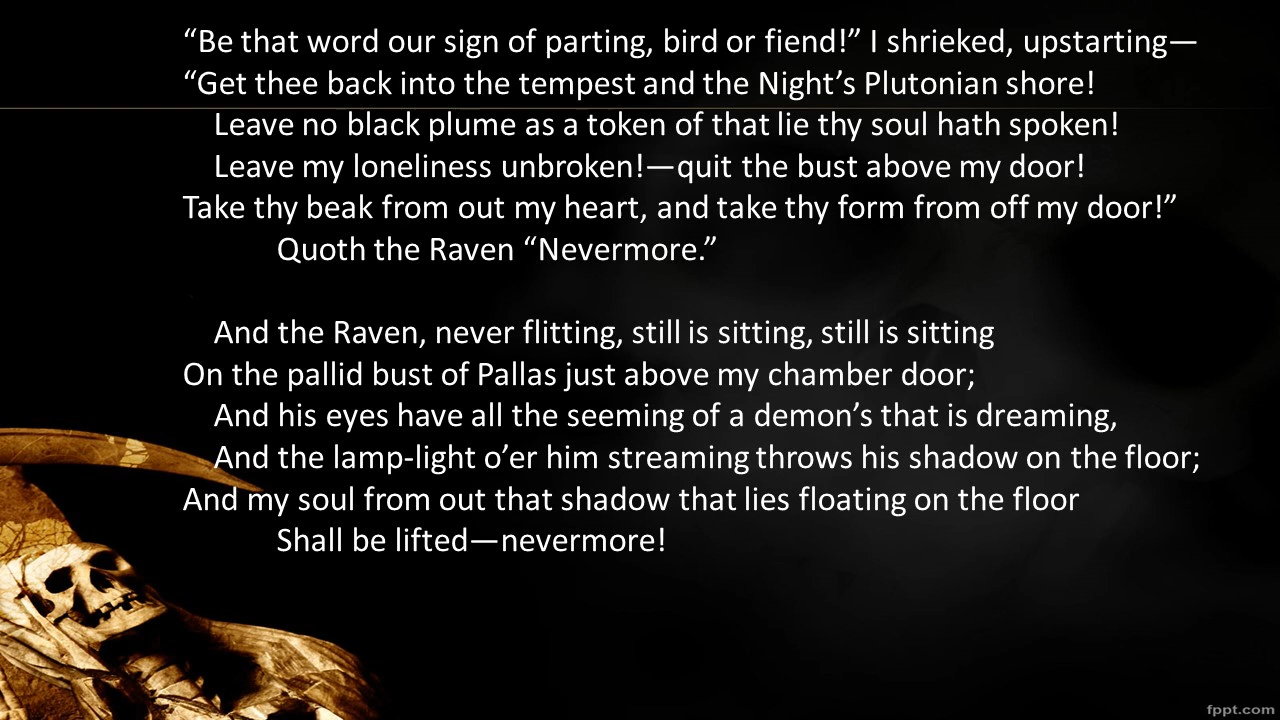 “Be that word our sign of parting, bird or fiend!” I shrieked, upstarting—
“Get thee back into the tempest and the Night’s Plutonian shore!
Leave no black plume as a token of that lie thy soul hath spoken!
Leave my loneliness unbroken!—quit the bust above my door!
Take thy beak from out my heart, and take thy form from off my door!”
Quoth the Raven “Nevermore.”
And the Raven, never flitting, still is sitting, still is sitting
On the pallid bust of Pallas just above my chamber door;
And his eyes have all the seeming of a demon’s that is dreaming,
And the lamp-light o’er him streaming throws his shadow on the floor;
And my soul from out that shadow that lies floating on the floor
Shall be lifted—nevermore!
fppt.com